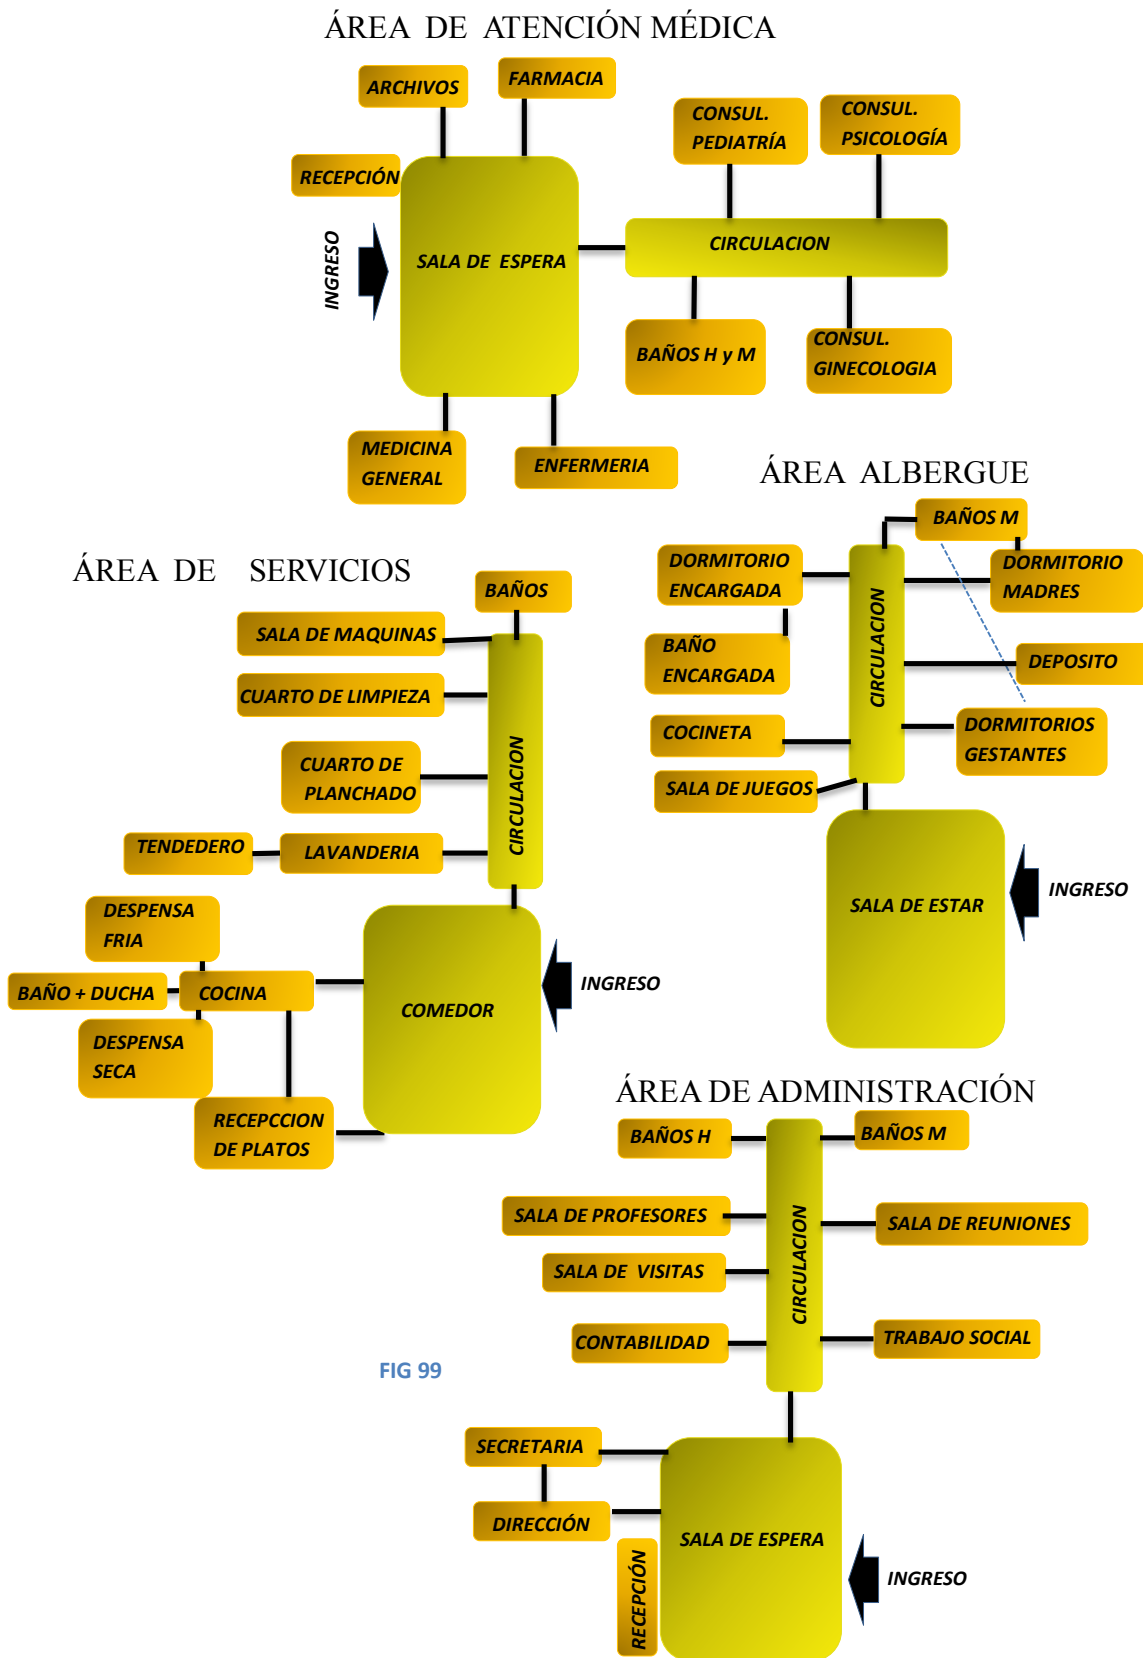 ÁREA DE ATENCIÓN MÉDICA
ARCHIVOS
FARMACIA
CONSUL.
PEDIATRÍA
CONSUL.
PSICOLOGÍA
RECEPCIÓN
INGRESO
SALA DE ESPERA
CIRCULACION
BAÑOS H y M
CONSUL.
GINECOLOGIA
MEDICINA
GENERAL
ENFERMERIA
ÁREA ALBERGUE
BAÑOS M
DORMITORIO
ENCARGADA
DORMITORIO
MADRES
CIRCULACION
BAÑO
ENCARGADA
DEPOSITO
COCINETA
DORMITORIOS
GESTANTES
SALA DE JUEGOS
SALA DE ESTAR
INGRESO
ÁREA DE SERVICIOS
BAÑOS
SALA DE MAQUINAS
CUARTO DE LIMPIEZA
CIRCULACION
CUARTO DE
PLANCHADO
TENDEDERO
LAVANDERIA
DESPENSA
FRIA
BAÑO + DUCHA
COCINA
COMEDOR
INGRESO
DESPENSA
SECA
RECEPCCION
DE PLATOS
ÁREA DE ADMINISTRACIÓN
BAÑOS H
BAÑOS M
SALA DE PROFESORES
CIRCULACION
SALA DE REUNIONES
SALA DE VISITAS
CONTABILIDAD
TRABAJO SOCIAL
FIG 99
SECRETARIA
DIRECCIÓN
SALA DE ESPERA
RECEPCIÓN
INGRESO